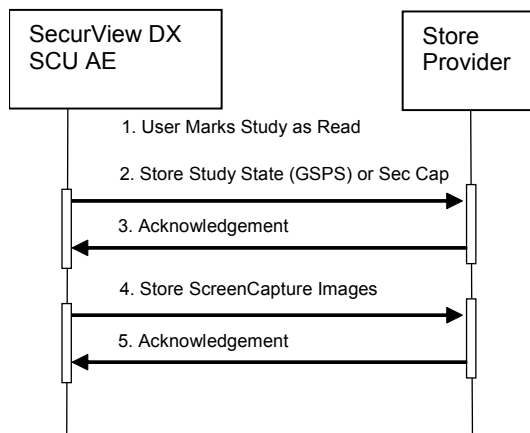 SecurView DX
SCU AE
Store
Provider
1. User Marks Study as Read
2. Store Study State (GSPS) or Sec Cap
3. Acknowledgement
4. Store ScreenCapture Images
5. Acknowledgement